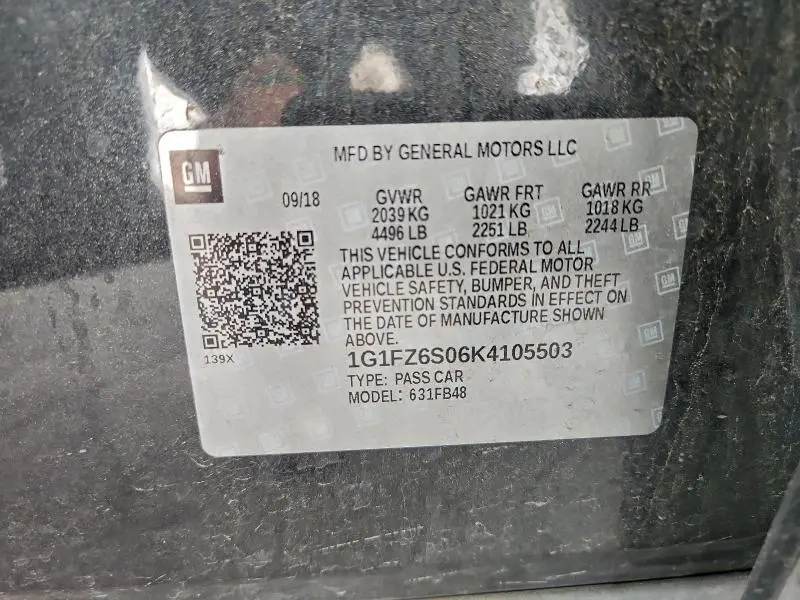 GM
MFD BY GENERAL MOTORS LLC
09/18
GVWR GAWR FRT GAWR RR
2039 KG 1021 KG 1018 KG
4496 LB 2251 LB 2244 LB
THIS VEHICLE CONFORMS TO ALL
APPLICABLE U.S. FEDERAL MOTOR
VEHICLE SAFETY, BUMPER, AND THEFT
PREVENTION STANDARDS IN EFFECT ON
THE DATE OF MANUFACTURE SHOWN
ABOVE.
139X
1G1FZ6S06K4105503
TYPE: PASS CAR
MODEL: 631FB48